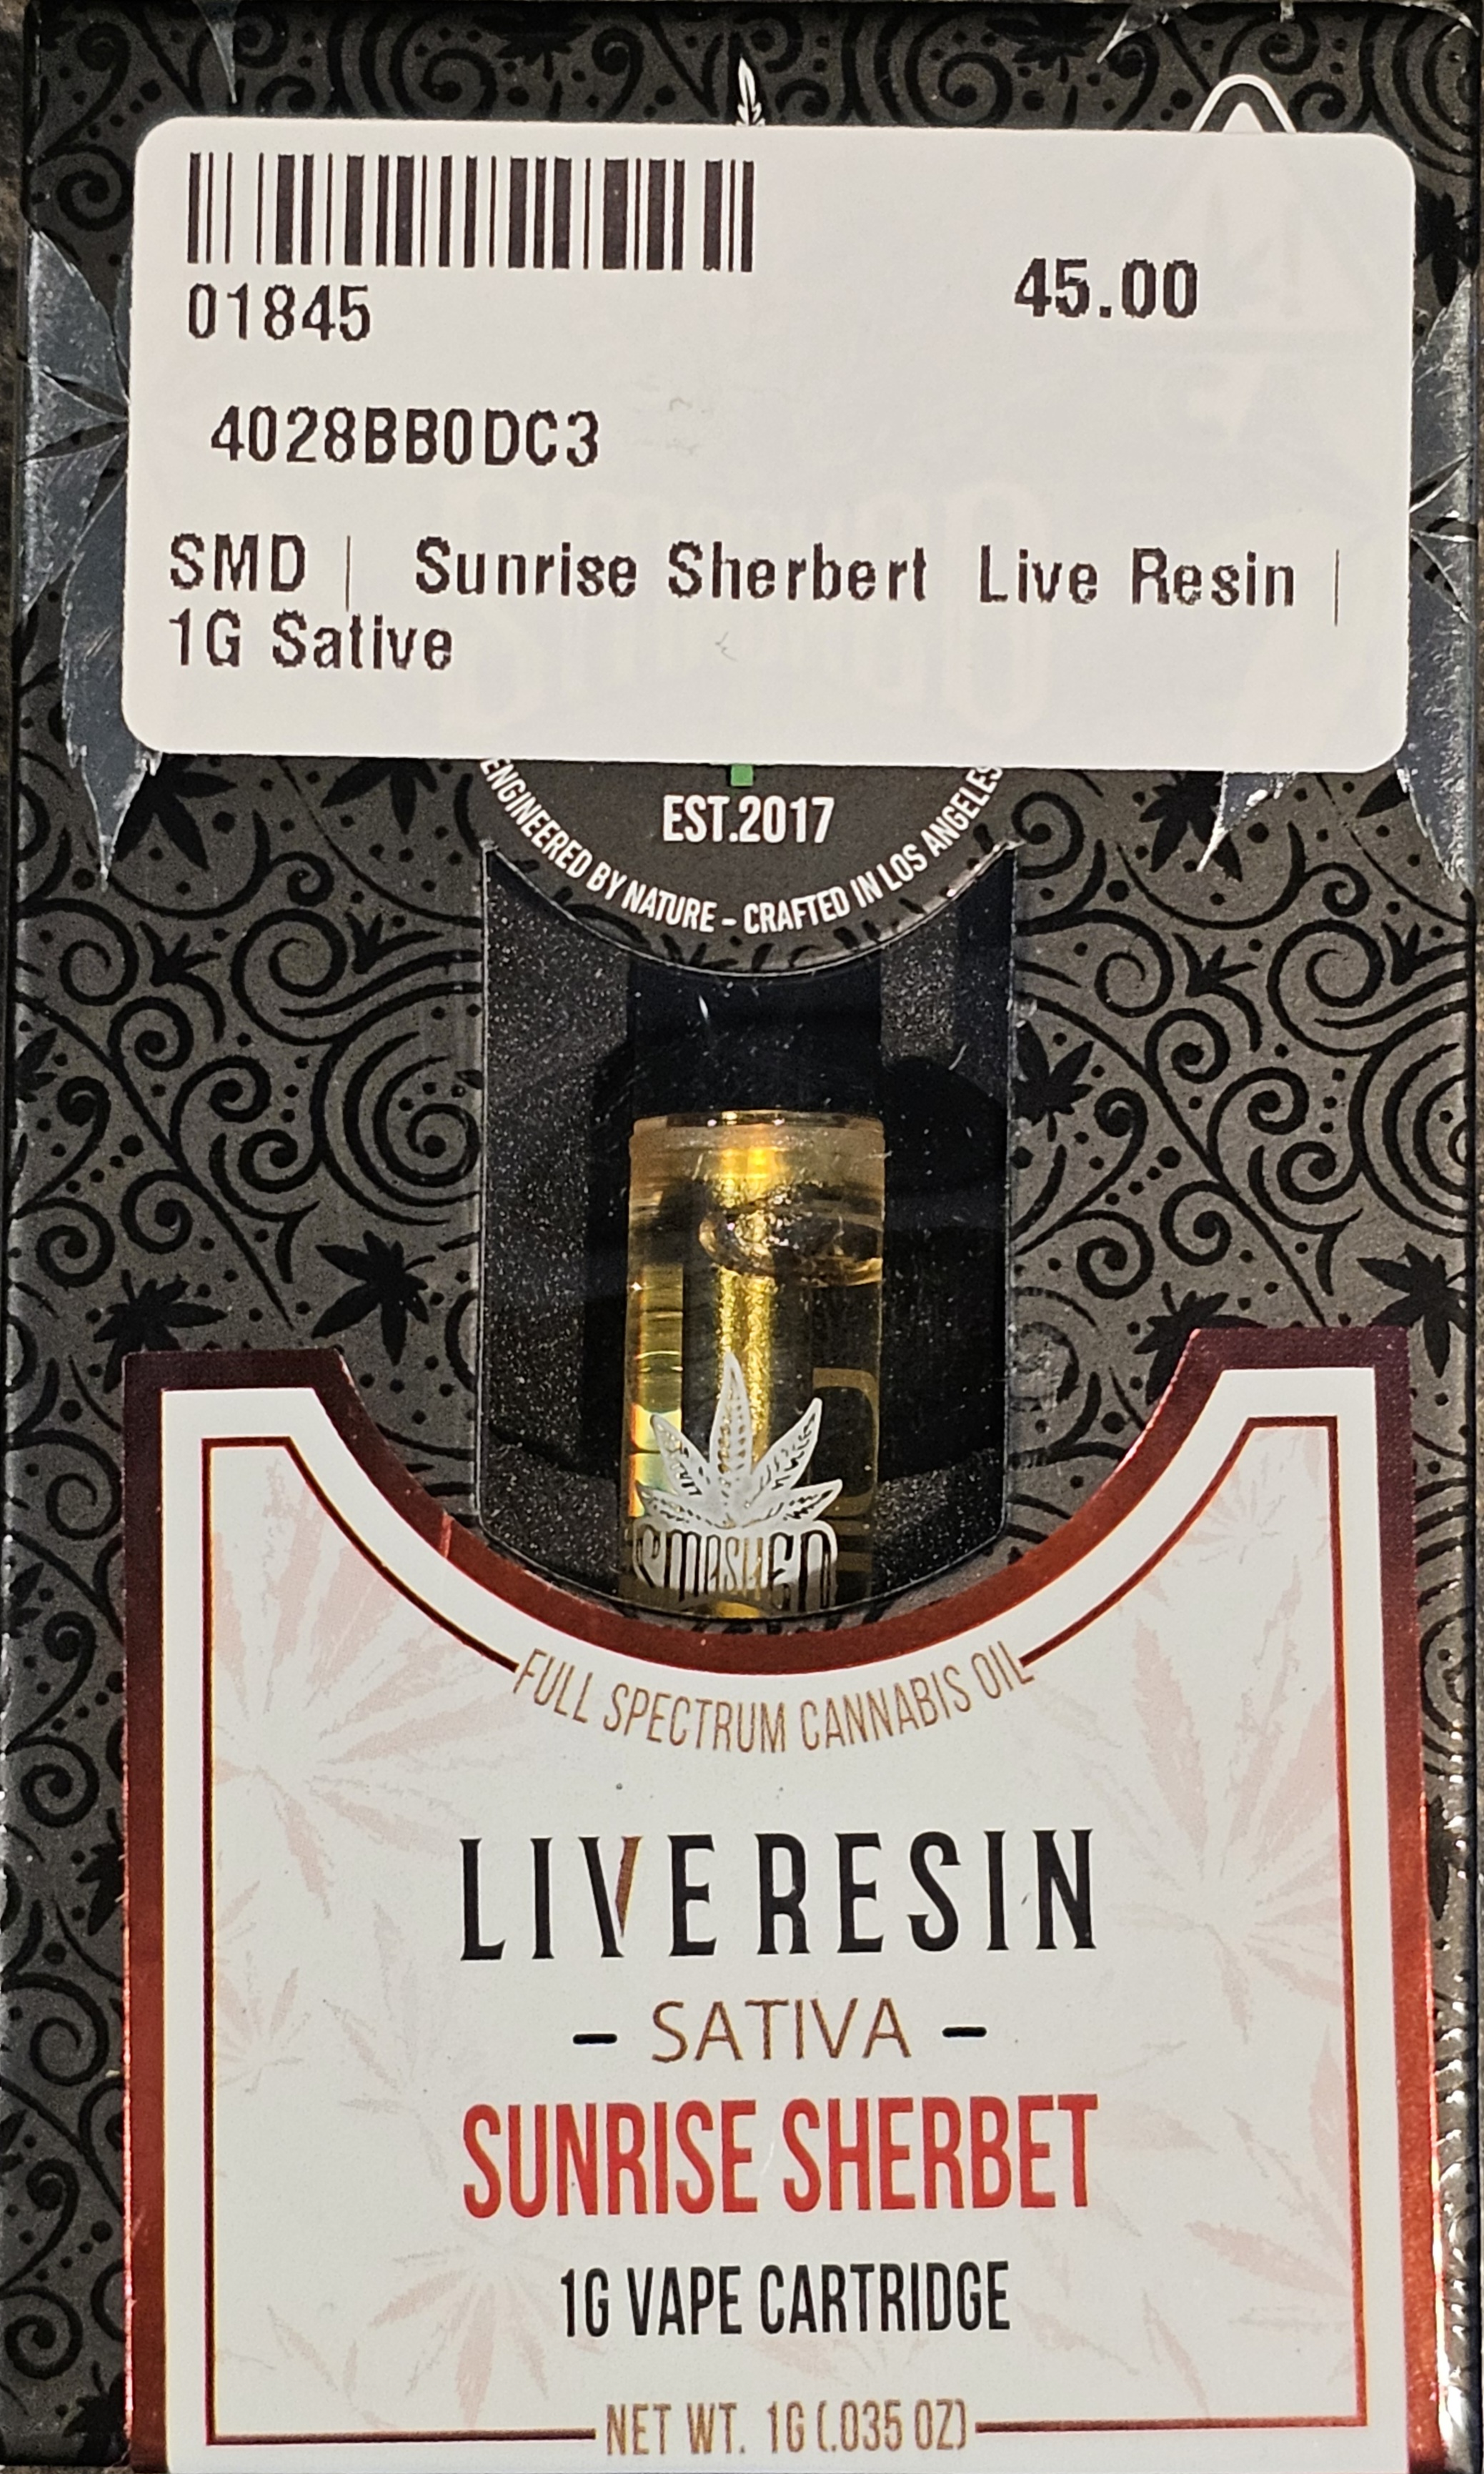 01845
45.00
4028BB0DC3
SMD | Sunrise Sherbert Live Resin |
1G Sative
EST.2017
ENGINEERED BY NATURE - CRAFTED IN LOS ANGELES
SMASHED
FULL SPECTRUM CANNABIS OIL
LIVE RESIN
- SATIVA -
SUNRISE SHERBET
1G VAPE CARTRIDGE
NET WT. 1G (.035 OZ)